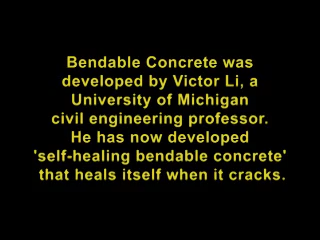 Bendable Concrete was
developed by Victor Li, a
University of Michigan
civil engineering professor.
He has now developed
'self-healing bendable concrete'
that heals itself when it cracks.